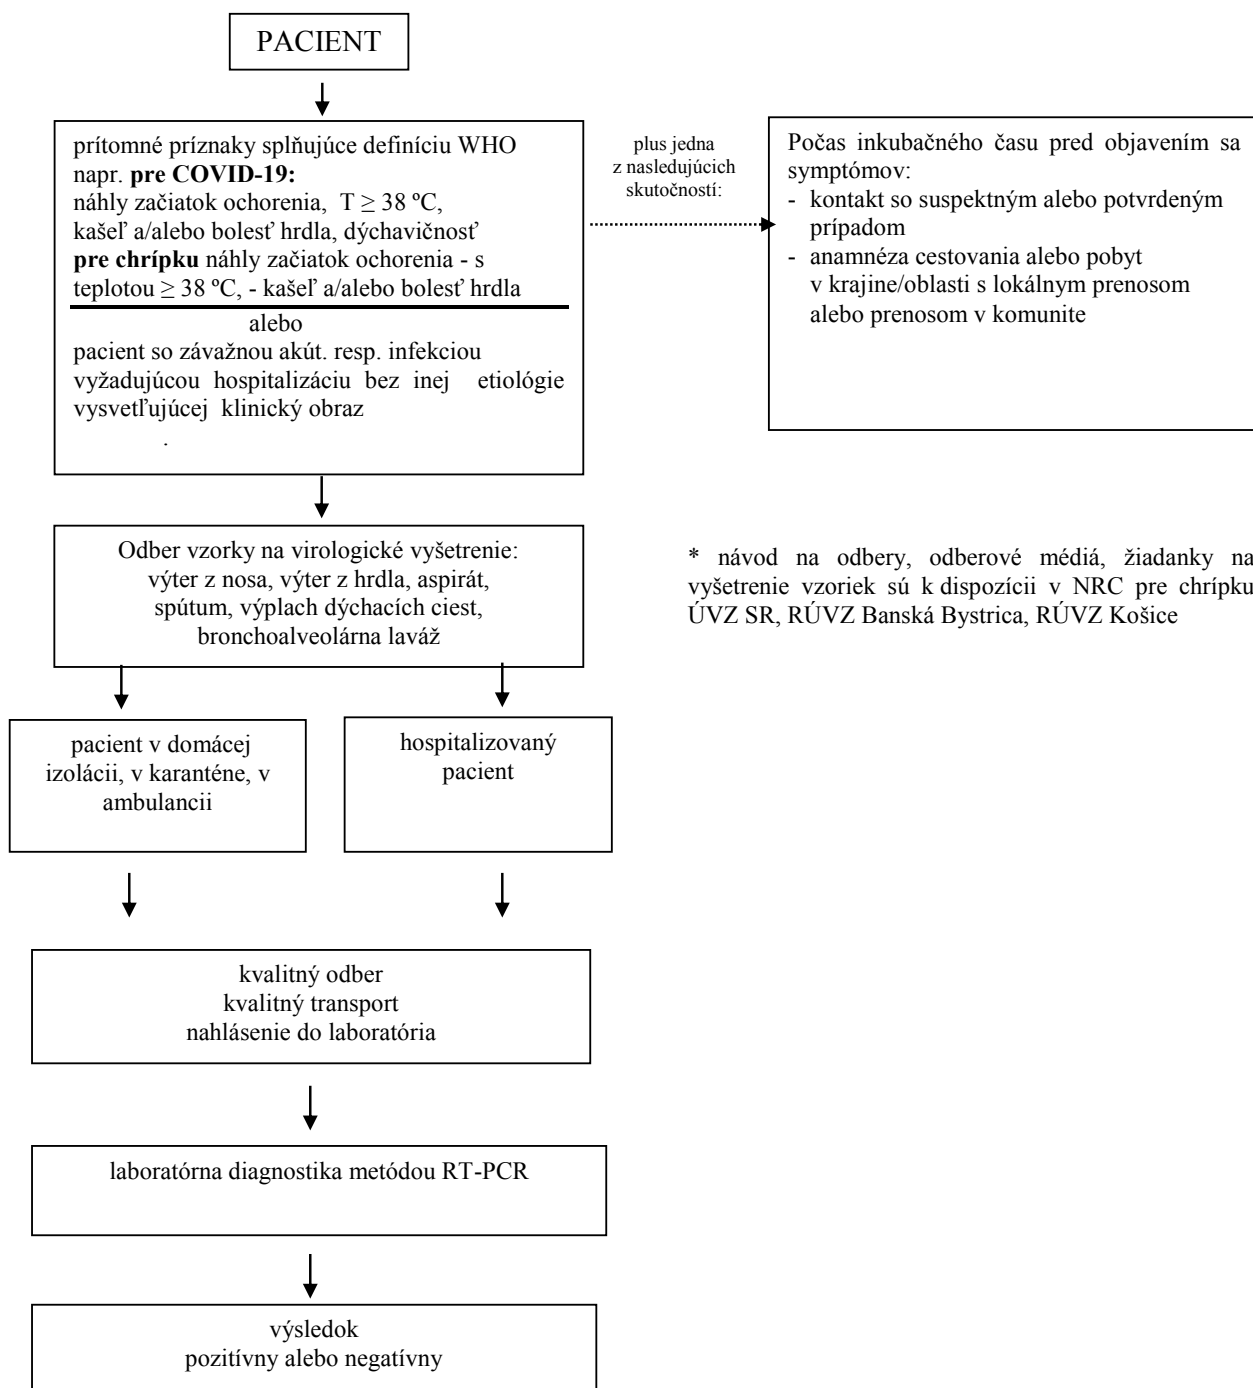 PACIENT
prítomné príznaky splňujúce definíciu WHO
napr. pre COVID-19:
náhly začiatok ochorenia, T ≥ 38 ºC,
kašeľ a/alebo bolesť hrdla, dýchavičnosť
pre chrípku náhly začiatok ochorenia - s
teplotou ≥ 38 ºC, - kašeľ a/alebo bolesť hrdla
alebo
pacient so závažnou akút. resp. infekciou
vyžadujúcou hospitalizáciu bez inej etiológie
vysvetľujúcej klinický obraz
.
plus jedna
z nasledujúcich
skutočností:
Počas inkubačného času pred objavením sa
symptómov:
- kontakt so suspektným alebo potvrdeným
prípadom
- anamnéza cestovania alebo pobyt
v krajine/oblasti s lokálnym prenosom
alebo prenosom v komunite
Odber vzorky na virologické vyšetrenie:
výter z nosa, výter z hrdla, aspirát,
spútum, výplach dýchacích ciest,
bronchoalveolárna laváž
* návod na odbery, odberové médiá, žiadanky na
vyšetrenie vzoriek sú k dispozícii v NRC pre chrípku
ÚVZ SR, RÚVZ Banská Bystrica, RÚVZ Košice
pacient v domácej
izolácii, v karanténe, v
ambulancii
hospitalizovaný
pacient
kvalitný odber
kvalitný transport
nahlásenie do laboratória
laboratórna diagnostika metódou RT-PCR
výsledok
pozitívny alebo negatívny